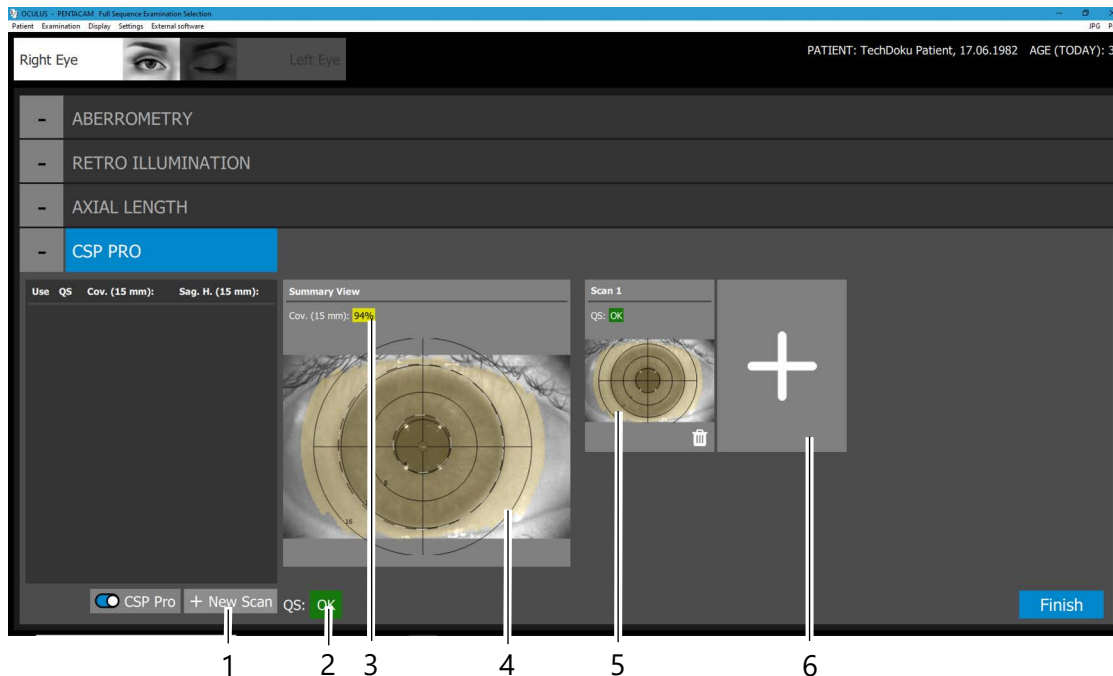 OCULUS - PENTACAM Full Sequence Examination Selection
Patient Examination Display Settings External software
JPG
Right Eye
Left Eye
PATIENT: TechDoku Patient, 17.06.1982 AGE (TODAY): 3
- ABERROMETRY
- RETRO ILLUMINATION
- AXIAL LENGTH
- CSP PRO
Use QS Cov. (15 mm): Sag. H. (15 mm):
Summary View
Cov. (15 mm): 94%
8
16
Scan 1
QS: OK
CSP Pro
+ New Scan
QS: OK
Finish
1 2 3 4 5 6